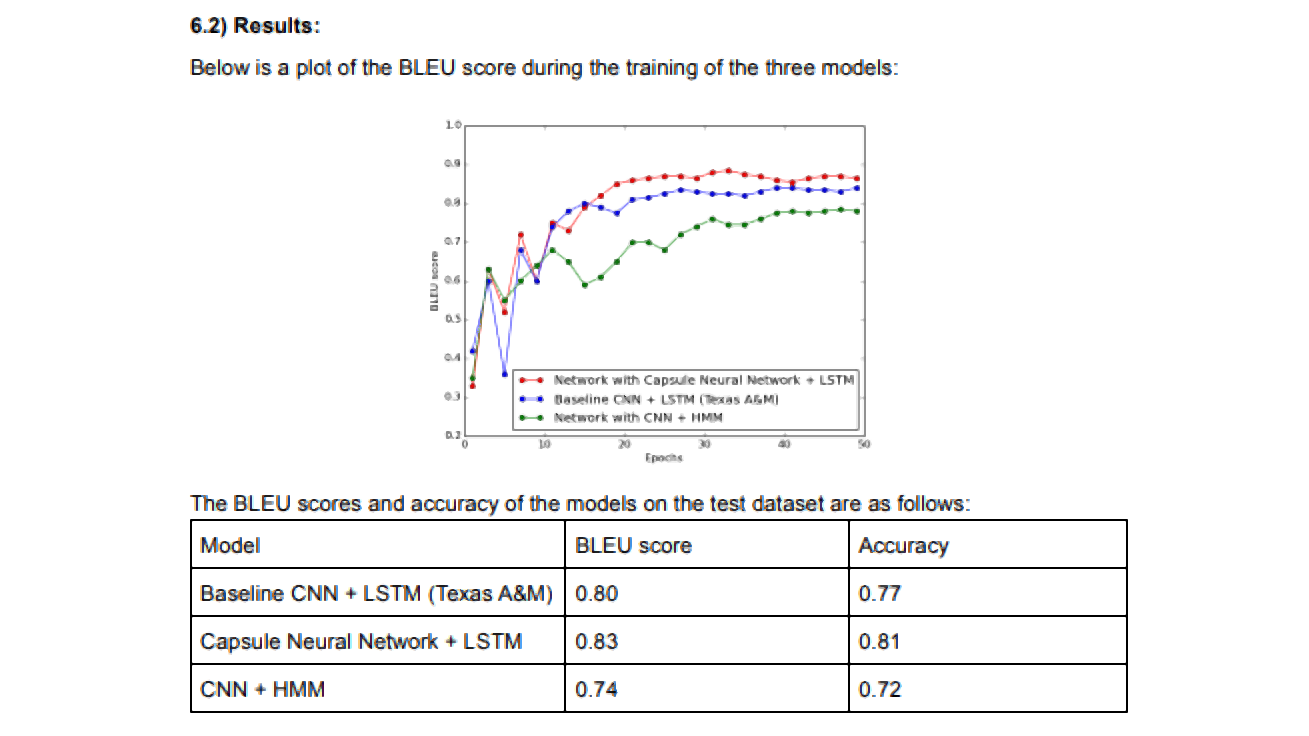 6.2) Results:
Below is a plot of the BLEU score during the training of the three models:
1.0
0.9
0.8
0.7
0.6
0.5
0.4
0.3
0.2
BLEU score
0 10 20 30 40 50
Epochs
Network with Capsule Neural Network + LSTM
Baseline CNN + LSTM (Texas A&M)
Network with CNN + HMM
The BLEU scores and accuracy of the models on the test dataset are as follows:
Model BLEU score Accuracy
Baseline CNN + LSTM (Texas A&M) 0.80 0.77
Capsule Neural Network + LSTM 0.83 0.81
CNN + HMM 0.74 0.72